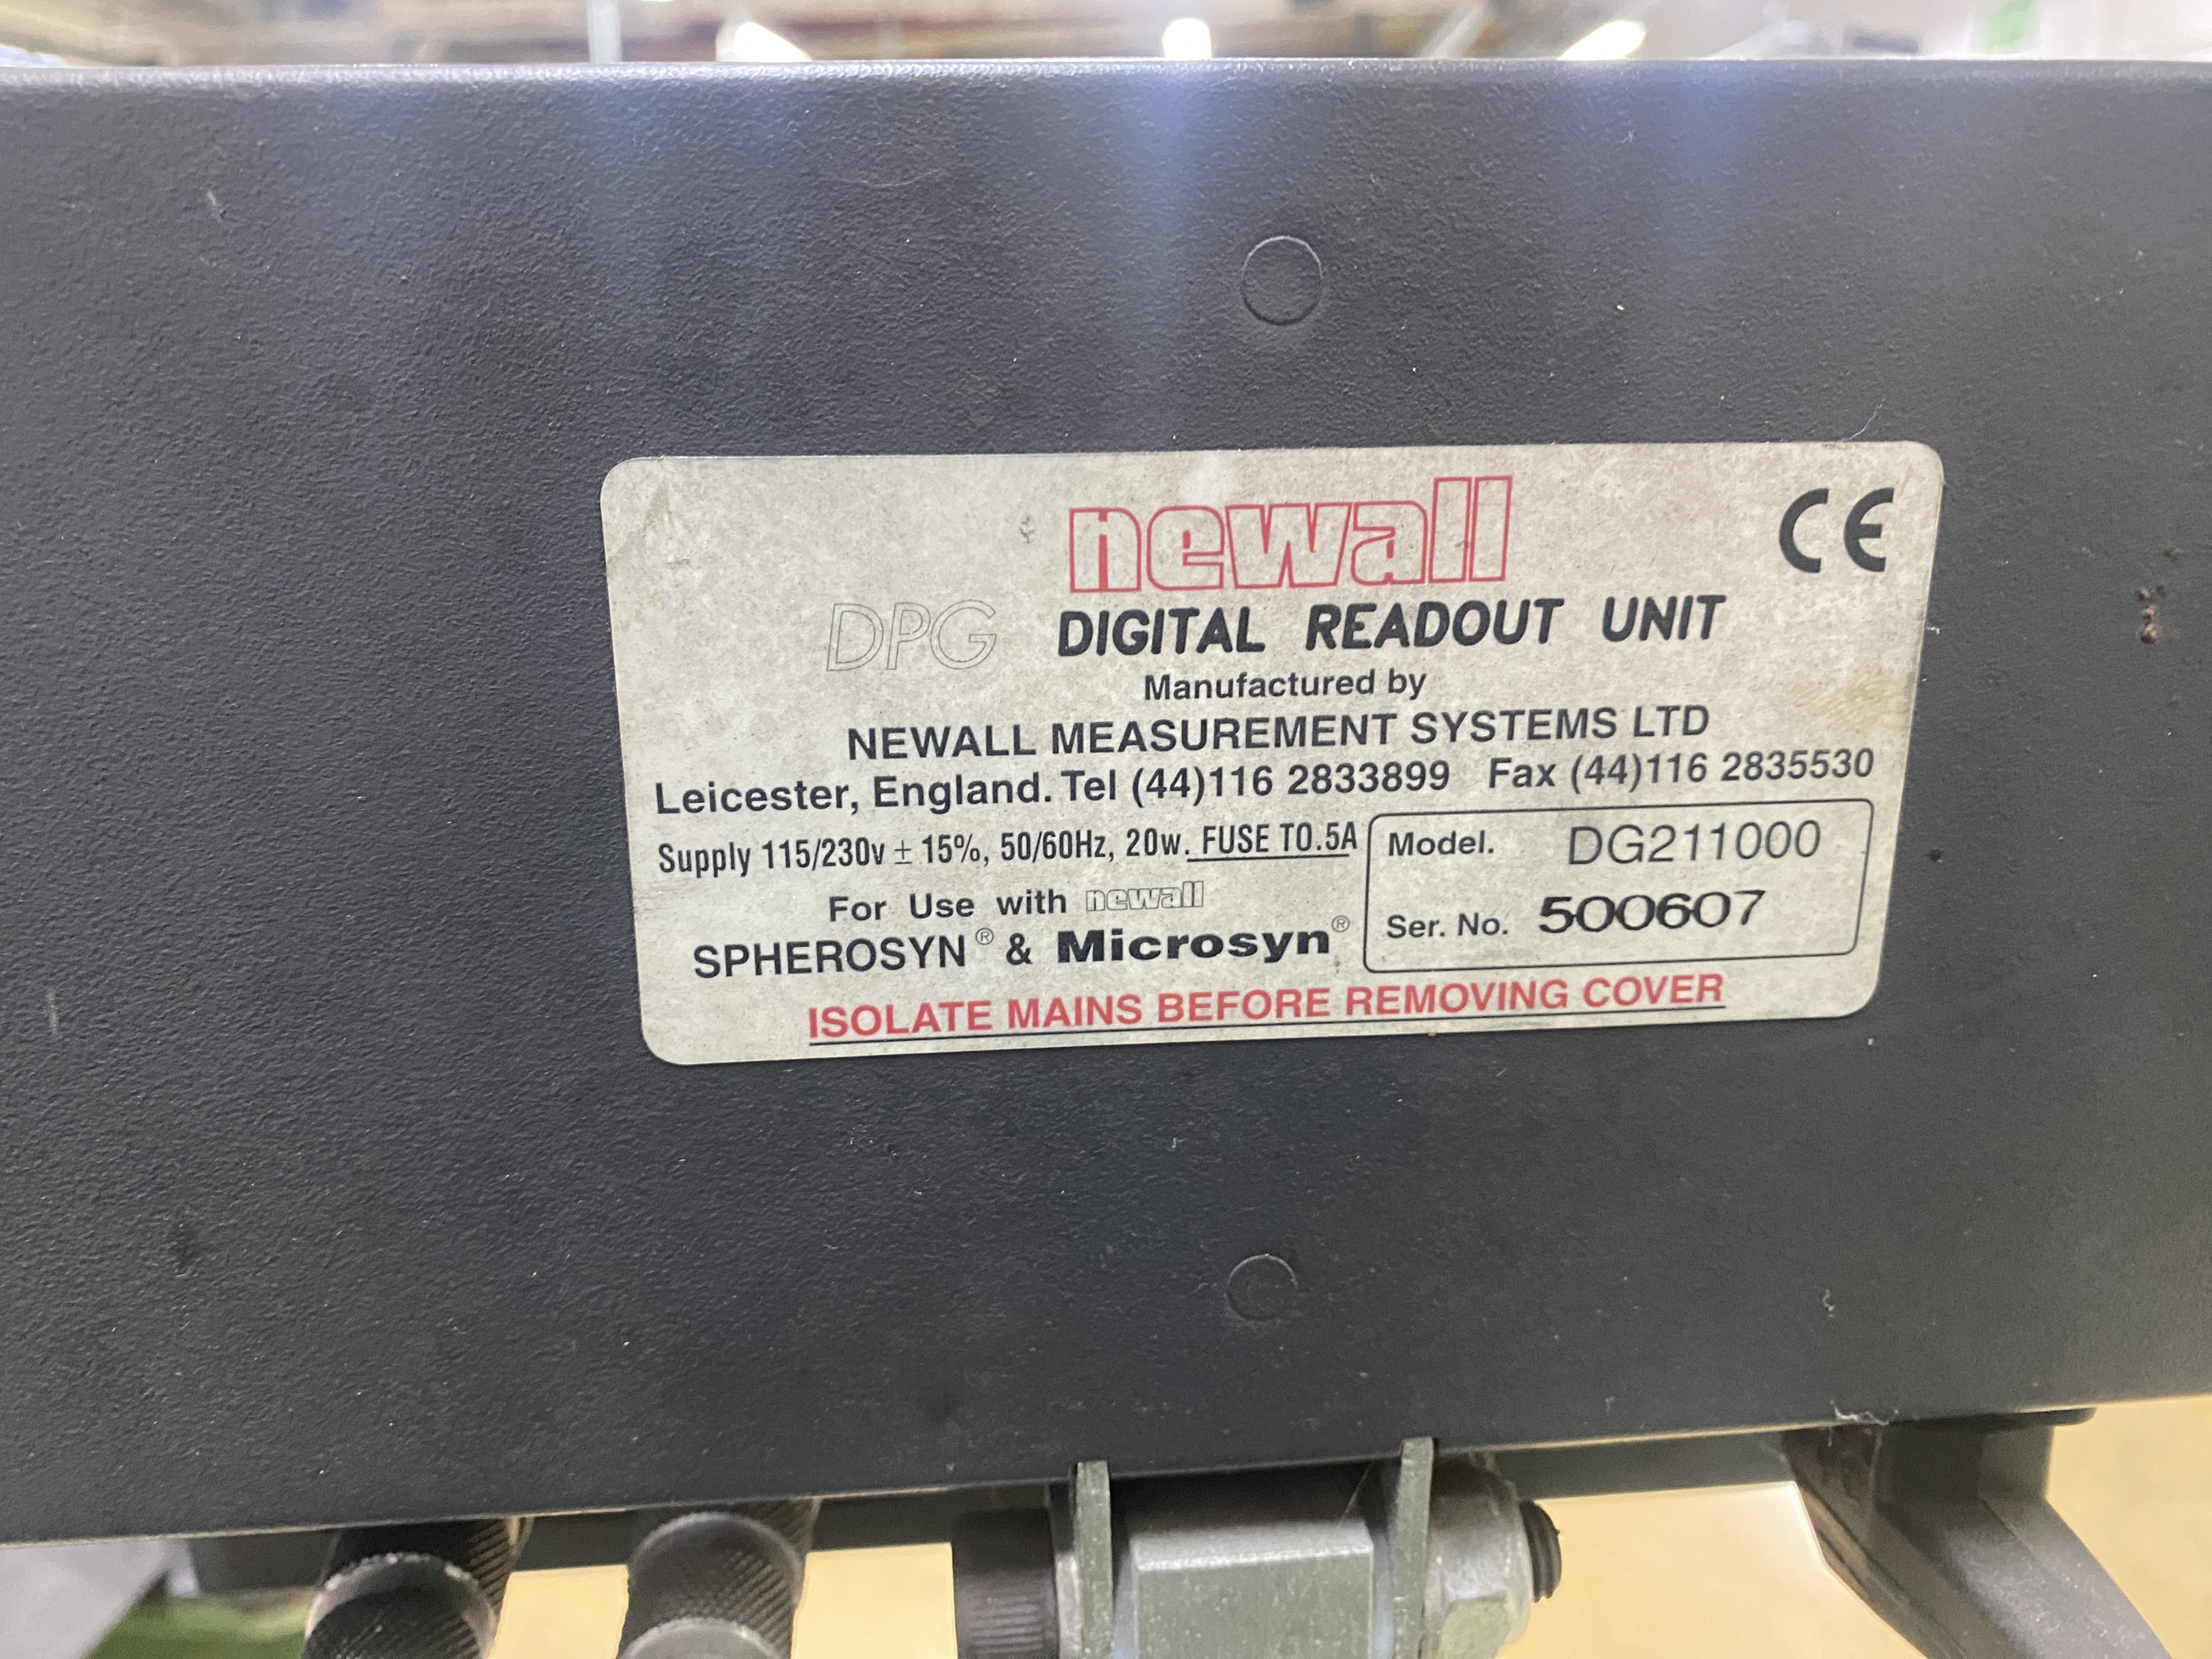 newall
CE
DPG DIGITAL READOUT UNIT
Manufactured by
NEWALL MEASUREMENT SYSTEMS LTD
Leicester, England. Tel (44)116 2833899 Fax (44)116 2835530
Supply 115/230v ± 15%, 50/60Hz, 20w. FUSE T0.5A
Model. DG211000
For Use with newall
SPHEROSYN® & Microsyn®
Ser. No. 500607
ISOLATE MAINS BEFORE REMOVING COVER